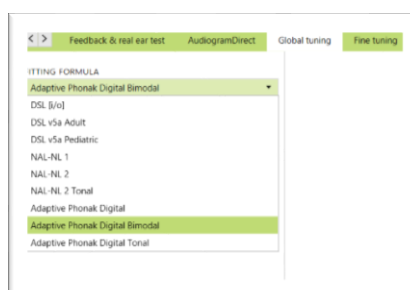 < > Feedback & real ear test AudiogramDirect Global tuning Fine tuning
ITTING FORMULA
Adaptive Phonak Digital Bimodal
DSL [i/o]
DSL v5a Adult
DSL v5a Pediatric
NAL-NL 1
NAL-NL 2
NAL-NL 2 Tonal
Adaptive Phonak Digital
Adaptive Phonak Digital Bimodal
Adaptive Phonak Digital Tonal